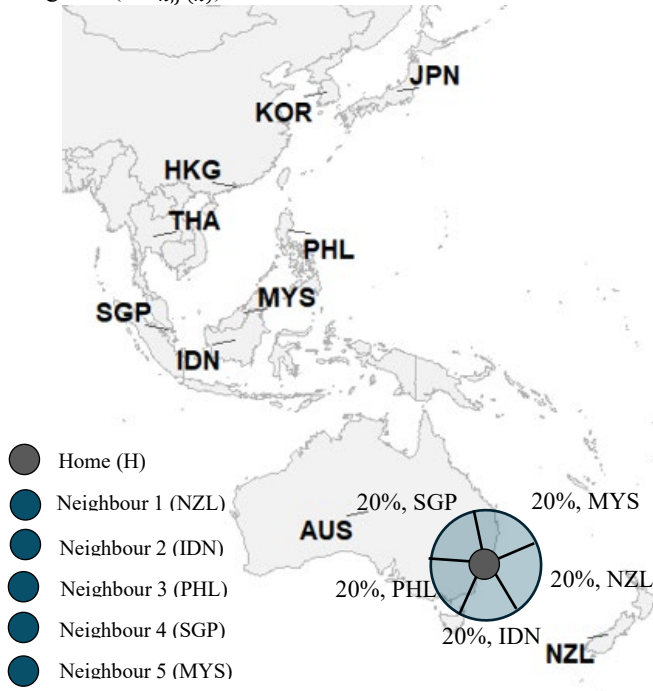 JPN
KOR
HKG
THA
PHL
MYS
SGP
IDN
Home (H)
Neighbour 1 (NZL)
Neighbour 2 (IDN)
Neighbour 3 (PHL)
Neighbour 4 (SGP)
Neighbour 5 (MYS)
AUS
20%, SGP
20%, MYS
20%, PHL
20%, NZL
20%, IDN
NZL